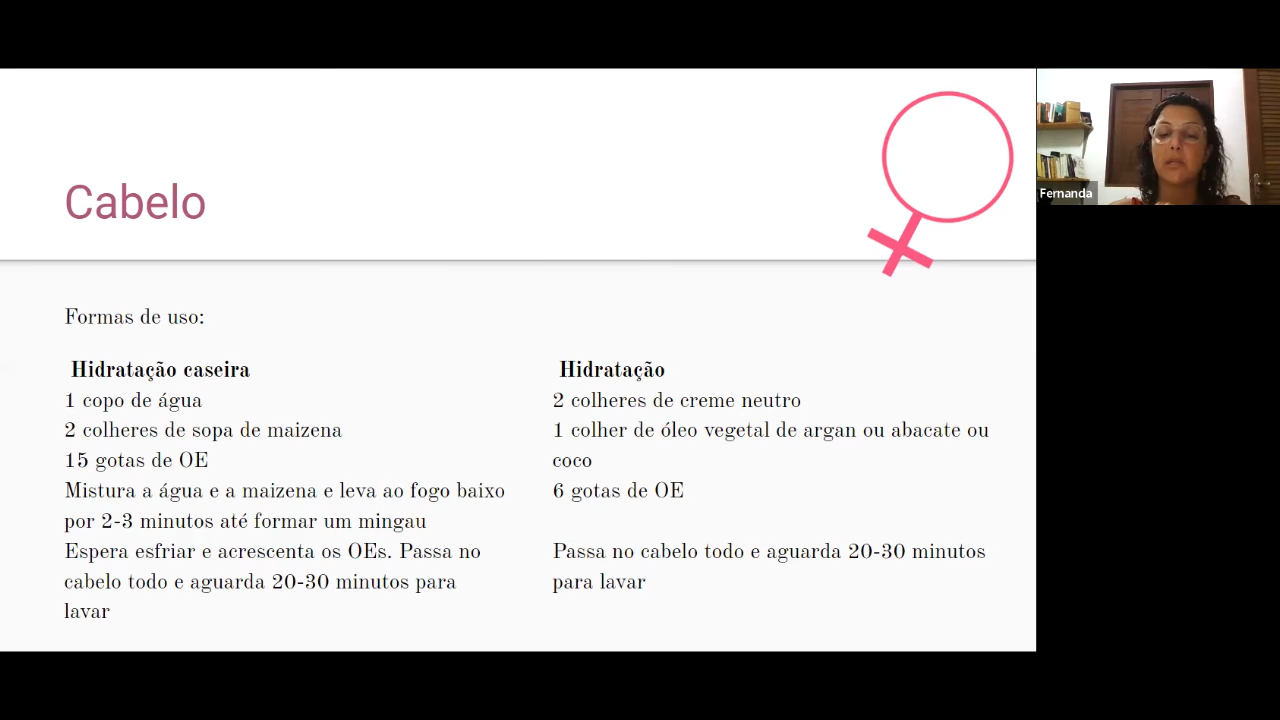 Cabelo
Fernanda
Formas de uso:
Hidratação caseira
1 copo de água
2 colheres de sopa de maizena
15 gotas de OE
Mistura a água e a maizena e leva ao fogo baixo
por 2-3 minutos até formar um mingau
Espera esfriar e acrescenta os OEs. Passa no
cabelo todo e aguarda 20-30 minutos para
lavar
Hidratação
2 colheres de creme neutro
1 colher de óleo vegetal de argan ou abacate ou
coco
6 gotas de OE
Passa no cabelo todo e aguarda 20-30 minutos
para lavar